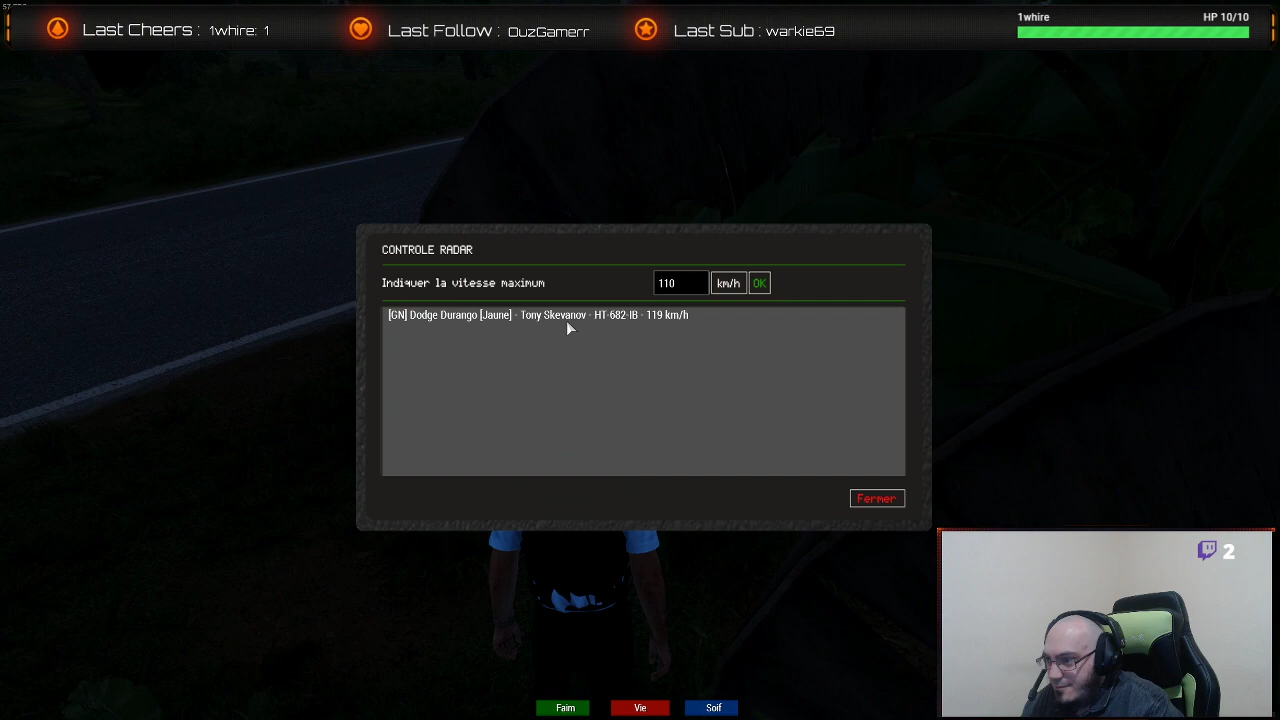 Last Cheers : 1whire: 1
Last Follow : OuzGamerr
Last Sub : warkie69
1whire HP 10/10
CONTROLE RADAR
Indiquer la vitesse maximum 110 km/h OK
[GN] Dodge Durango [Jaune] - Tony Skevanov - HT-682-IB - 119 km/h
Fermer
2
Faim Vie Soif